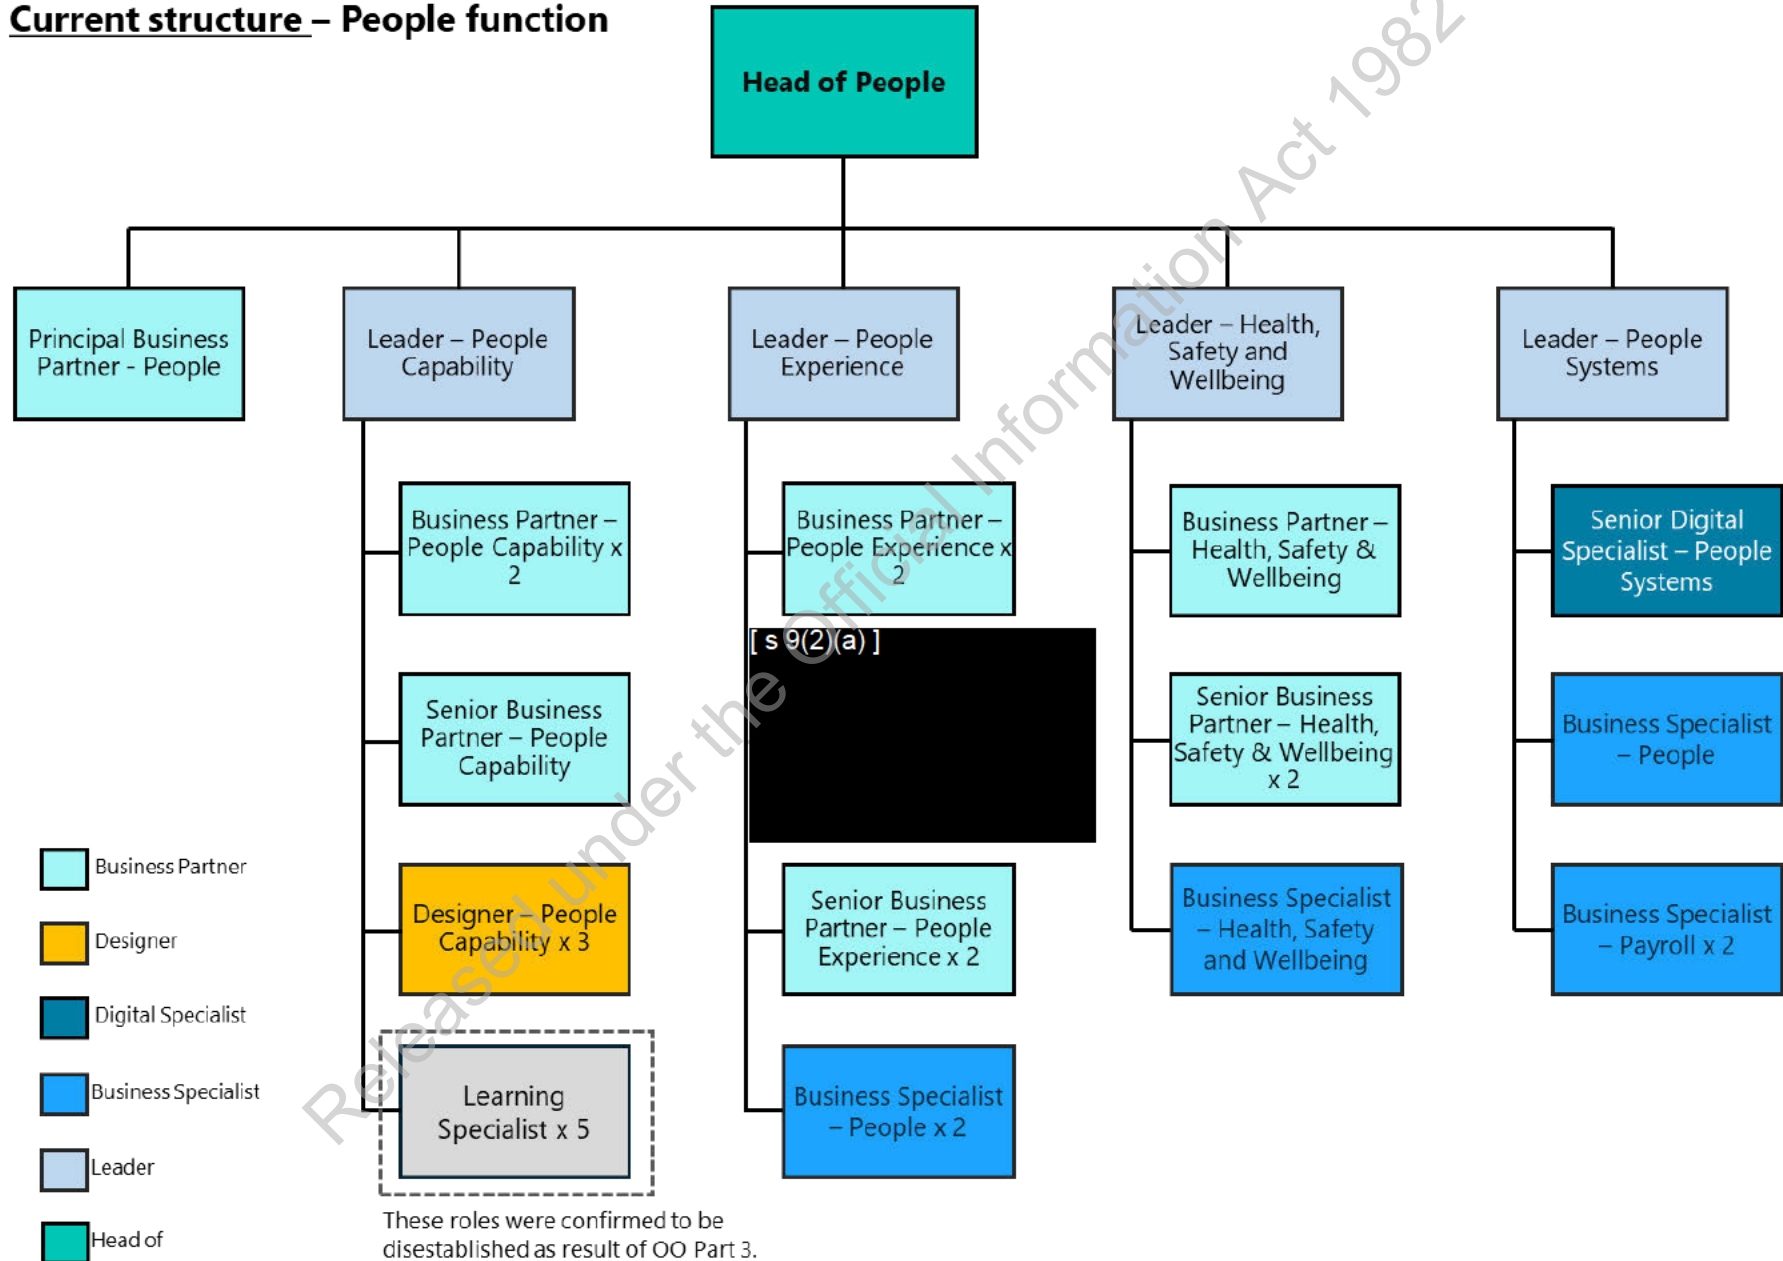 Current structure – People function
Head of People
Principal Business
Partner - People
Leader – People
Capability
Leader – People
Experience
Leader – Health,
Safety and
Wellbeing
Leader – People
Systems
Business Partner –
People Capability x
2
Senior Business
Partner – People
Capability
Designer – People
Capability x 3
Learning
Specialist x 5
These roles were confirmed to be
disestablished as result of OO Part 3.
Business Partner –
People Experience x
2
[ s 9(2)(a) ]
Senior Business
Partner – People
Experience x 2
Business Specialist
– People x 2
Business Partner –
Health, Safety &
Wellbeing
Senior Business
Partner – Health,
Safety & Wellbeing
x 2
Business Specialist
– Health, Safety
and Wellbeing
Senior Digital
Specialist – People
Systems
Business Specialist
– People
Business Specialist
– Payroll x 2
Business Partner
Designer
Digital Specialist
Business Specialist
Leader
Head of
Released under the Official Information Act 1982